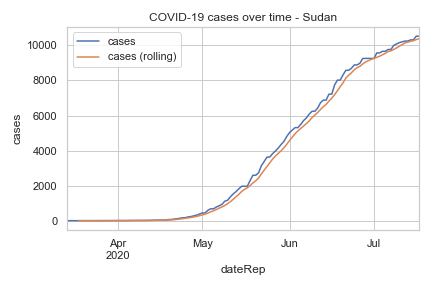 COVID-19 cases over time - Sudan
cases
cases (rolling)
10000
8000
6000
4000
2000
0
cases
Apr
2020
May
Jun
Jul
dateRep